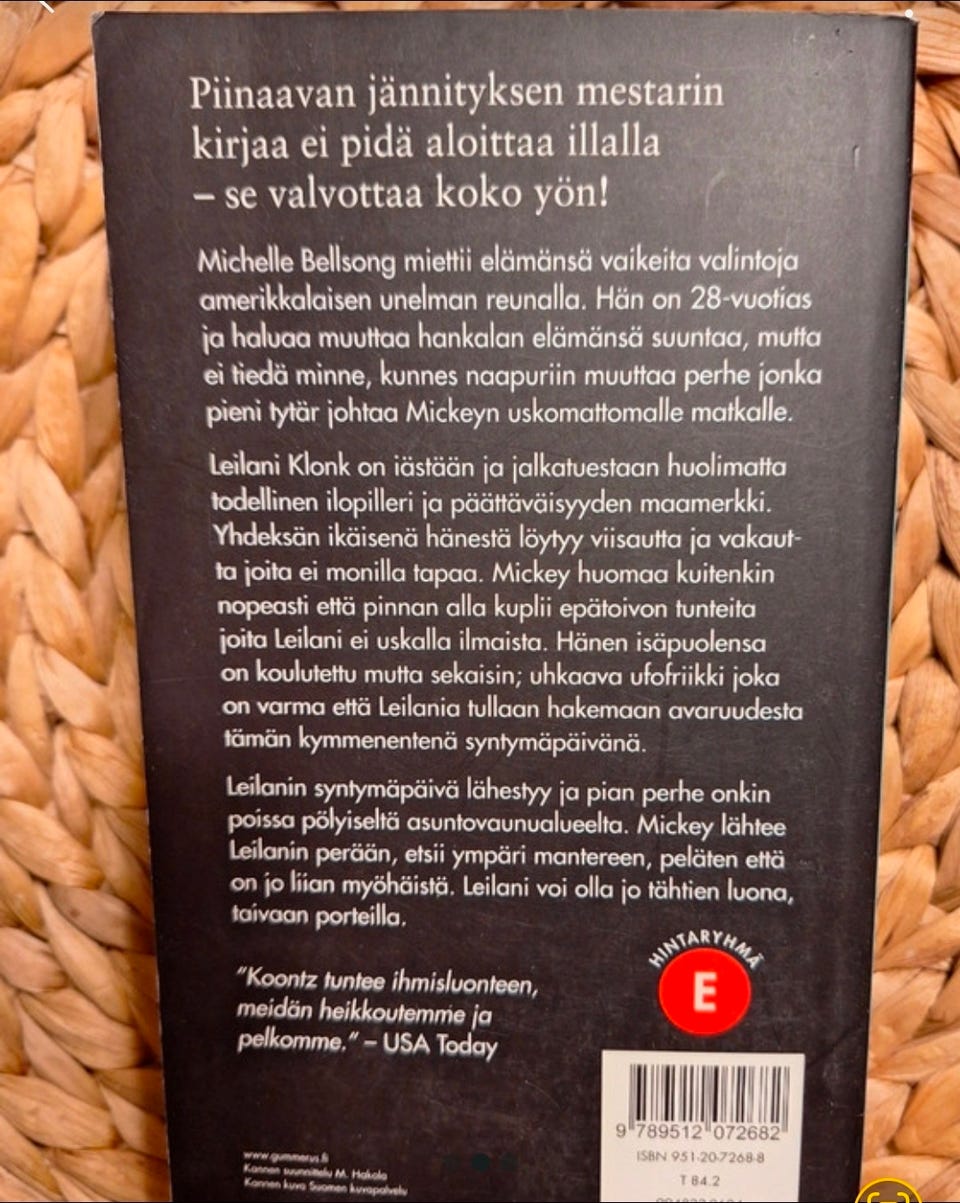 Piinaavan jännityksen mestarin
kirjaa ei pidä aloittaa illalla
– se valvottaa koko yön!
Michelle Bellsong miettii elämänsä vaikeita valintoja
amerikkalaisen unelman reunalla. Hän on 28-vuotias
ja haluaa muuttaa hankalan elämänsä suuntaa, mutta
ei tiedä minne, kunnes naapuriin muuttaa perhe jonka
pieni tytär johtaa Mickeyn uskomattomalle matkalle.
Leilani Klonk on iästään ja jalkatuestaan huolimatta
todellinen ilopilleri ja päättäväisyyden maamerkki.
Yhdeksän ikäisenä hänestä löytyy viisautta ja vakaut-
ta joita ei monilla tapaa. Mickey huomaa kuitenkin
nopeasti että pinnan alla kuplii epätoivon tunteita
joita Leilani ei uskalla ilmaista. Hänen isäpuolensa
on koulutettu mutta sekaisin; uhkaava ufofriikki joka
on varma että Leilania tullaan hakemaan avaruudesta
tämän kymmenentenä syntymäpäivänä.
Leilanin syntymäpäivä lähestyy ja pian perhe onkin
poissa pölyiseltä asuntovaunualueelta. Mickey lähtee
Leilanin perään, etsii ympäri mantereen, peläten että
on jo liian myöhäistä. Leilani voi olla jo tähtien luona,
taivaan porteilla.
HINTARYHMÄ
E
"Koontz tuntee ihmisluonteen,
meidän heikkoutemme ja
pelkomme." – USA Today
9 789512 072682
ISBN 951-20-7268-8
T 84.2
www.gummerus.fi
Kannen suunnittelu M. Hakola
Kannen kuva Suomen kuvapalvelu